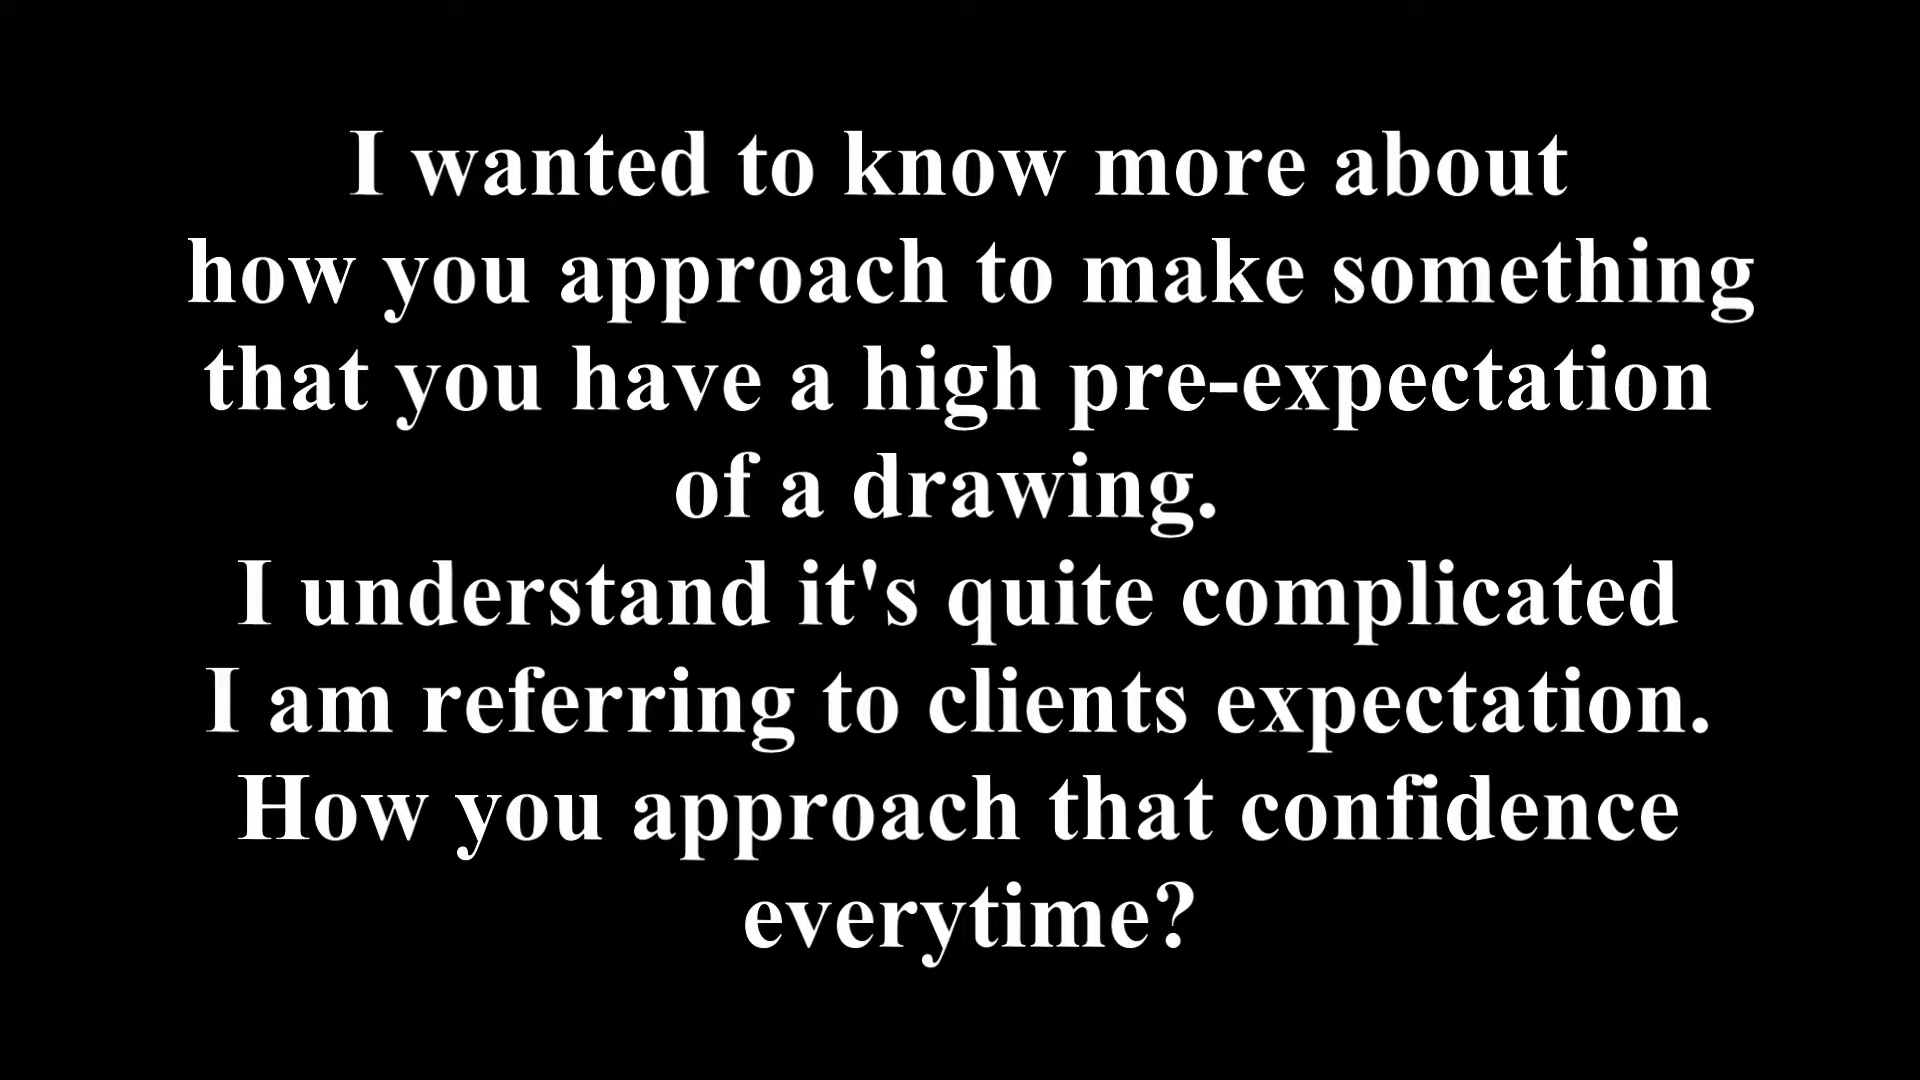 I wanted to know more about
how you approach to make something
that you have a high pre-expectation
of a drawing.
I understand it's quite complicated
I am referring to clients expectation.
How you approach that confidence
everytime?